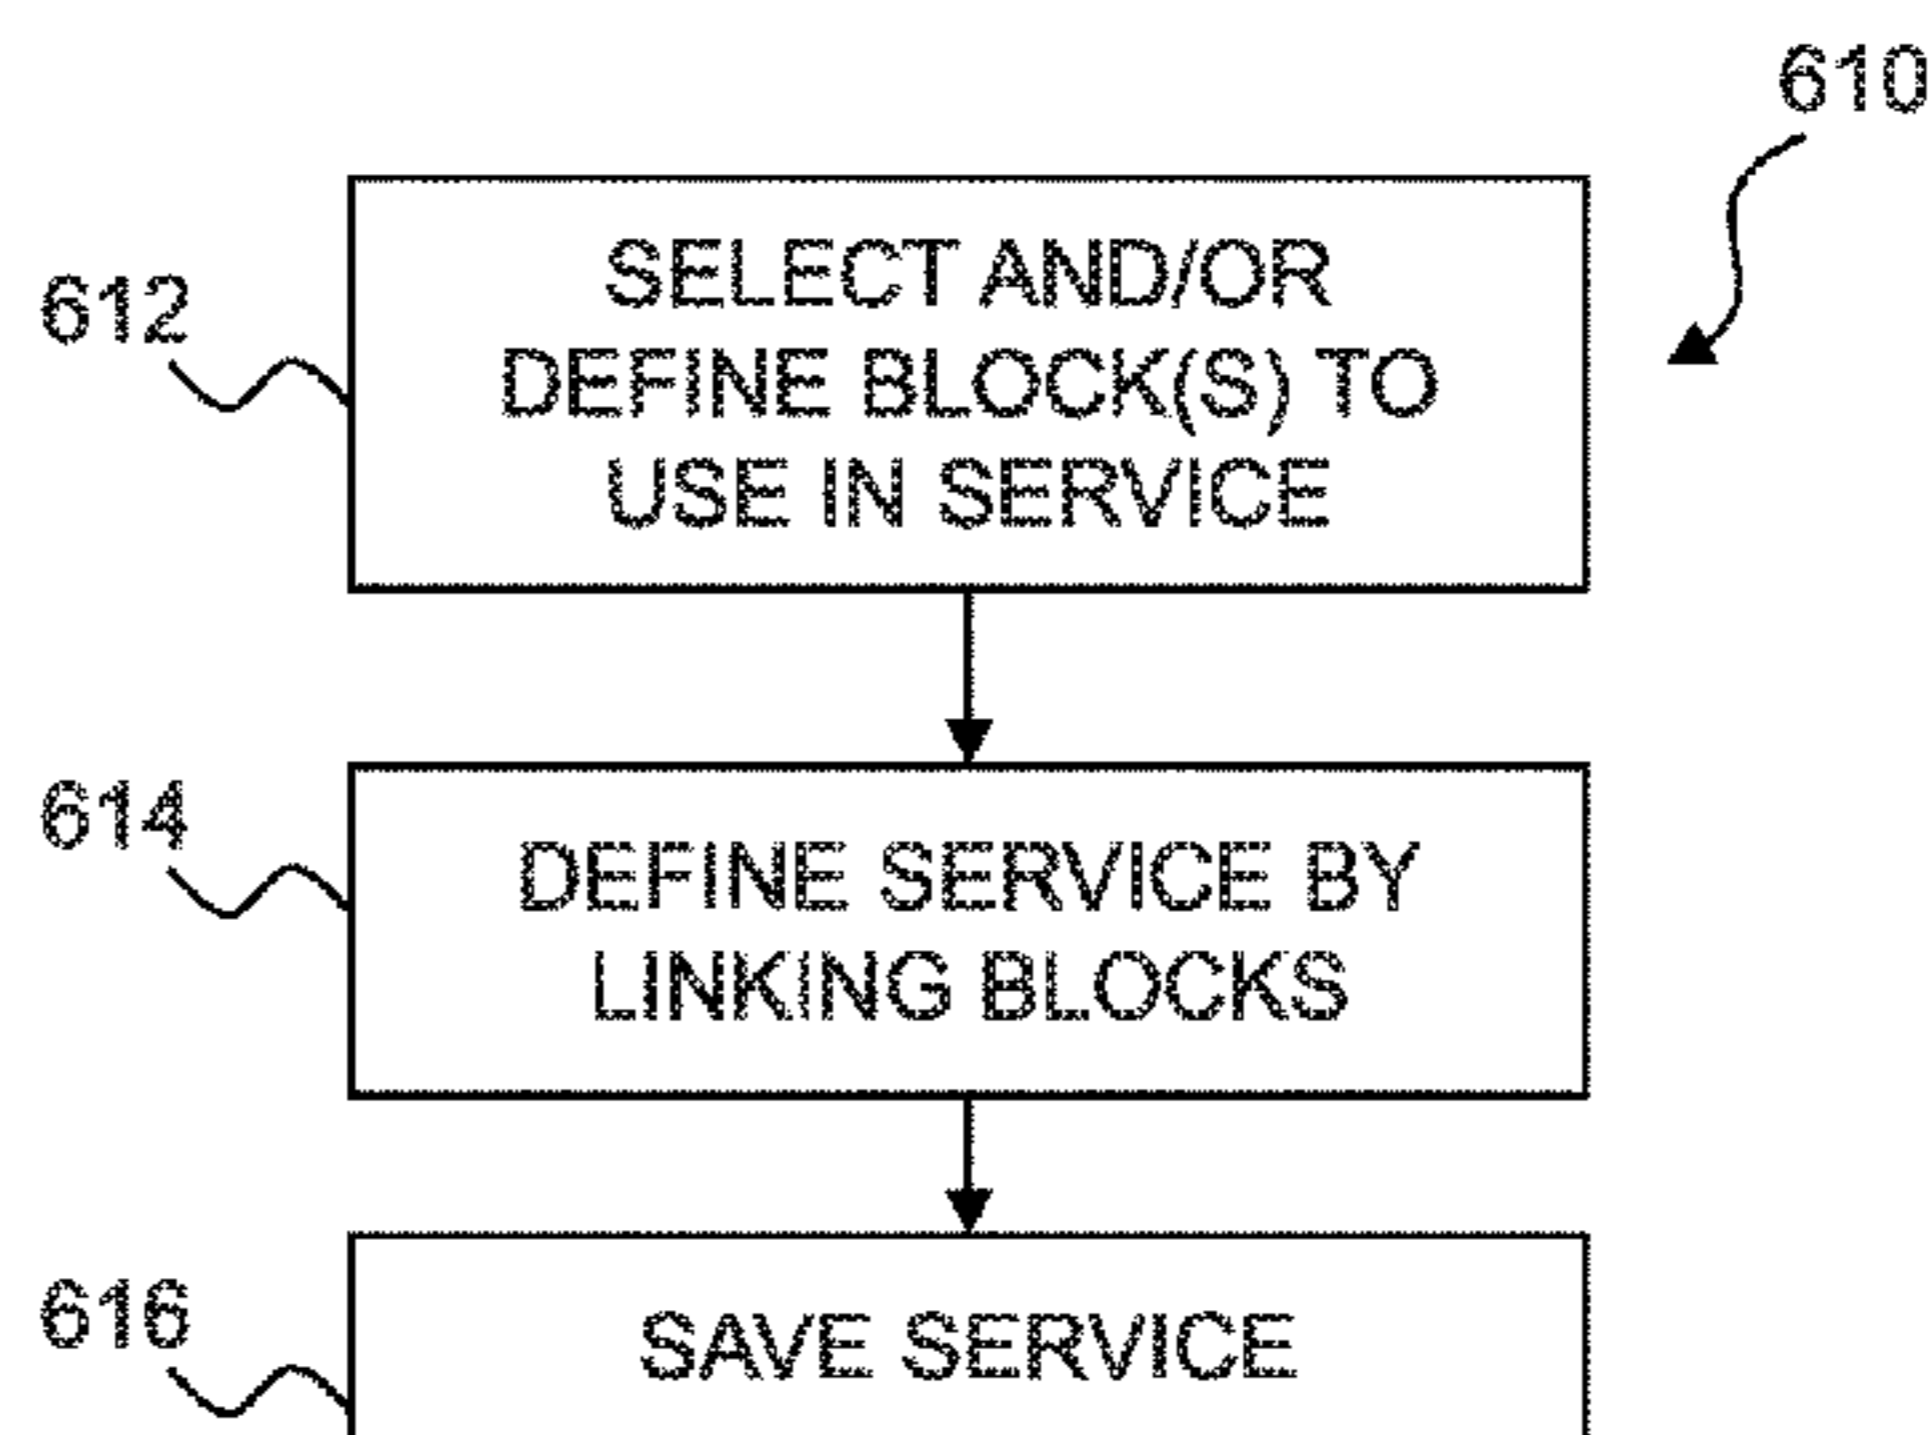 610
612
SELECT AND/OR
DEFINE BLOCK(S) TO
USE IN SERVICE
614
DEFINE SERVICE BY
LINKING BLOCKS
616
SAVE SERVICE